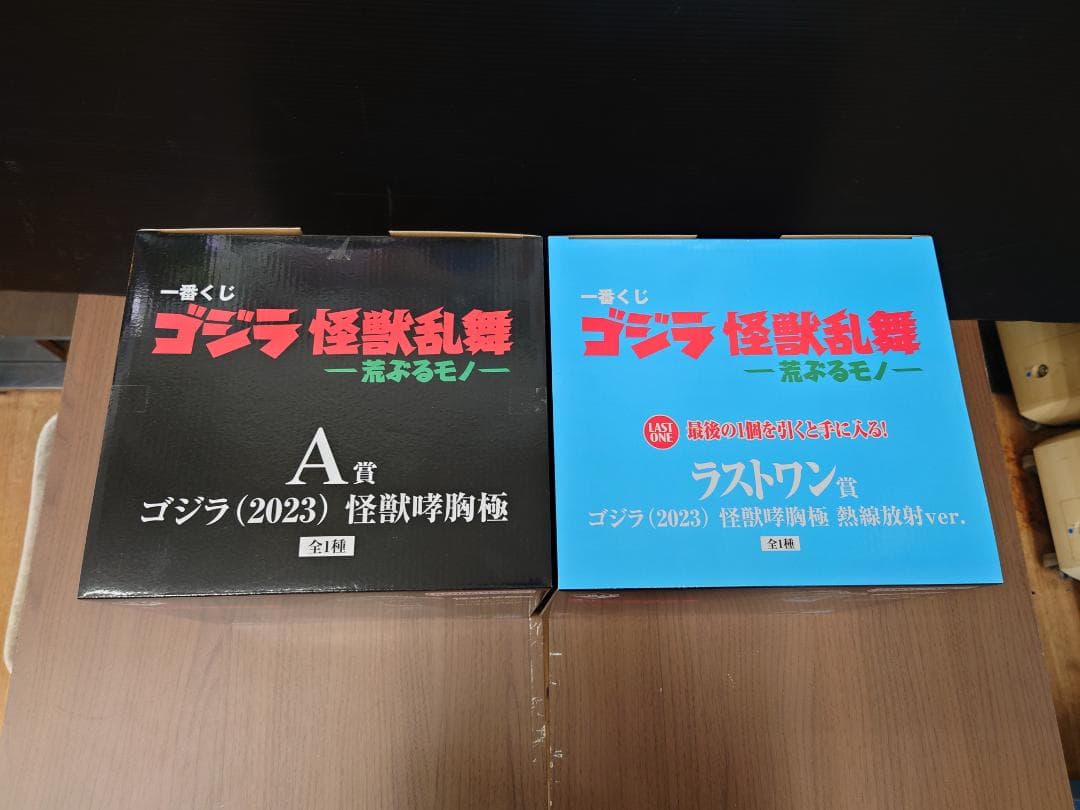 一番くじ
ゴジラ 怪獣乱舞
―荒ぶるモノ―
A賞
ゴジラ（2023） 怪獣哮胸極
全1種
一番くじ
ゴジラ 怪獣乱舞
―荒ぶるモノ―
LAST ONE 最後の1個を引くと手に入る!
ラストワン賞
ゴジラ（2023） 怪獣哮胸極 熱線放射ver.
全1種